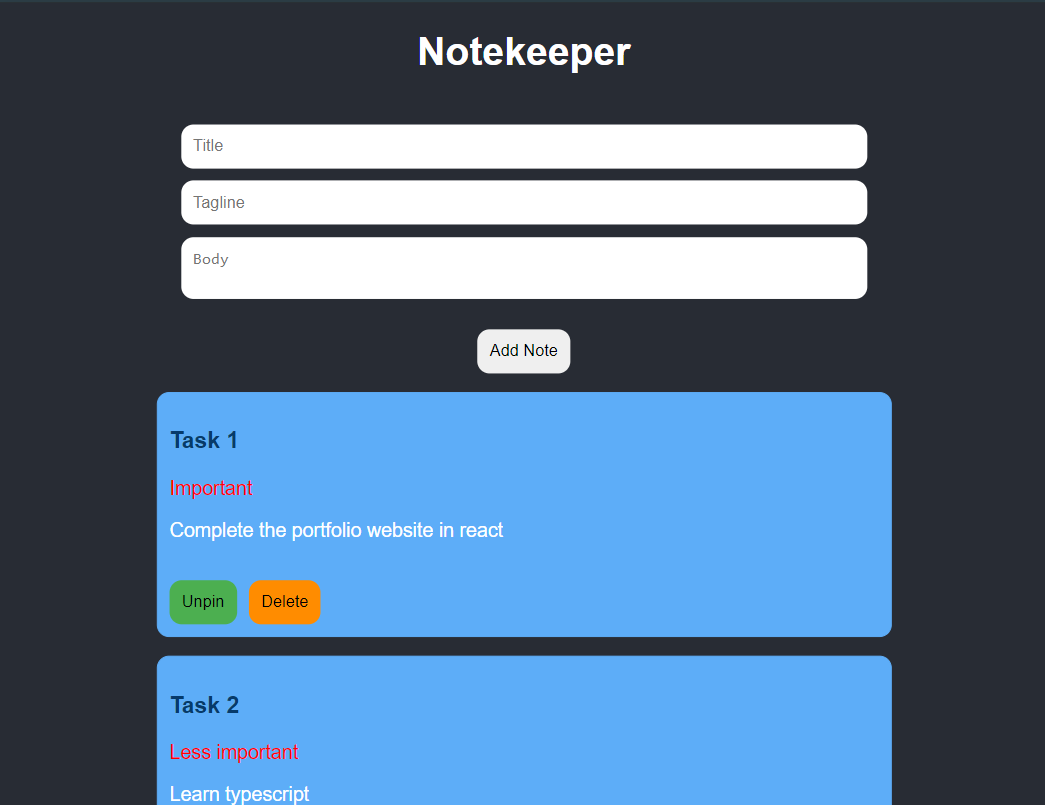 Notekeeper
Title
Tagline
Body
Add Note
Task 1
Important
Complete the portfolio website in react
Unpin Delete
Task 2
Less important
Learn typescript